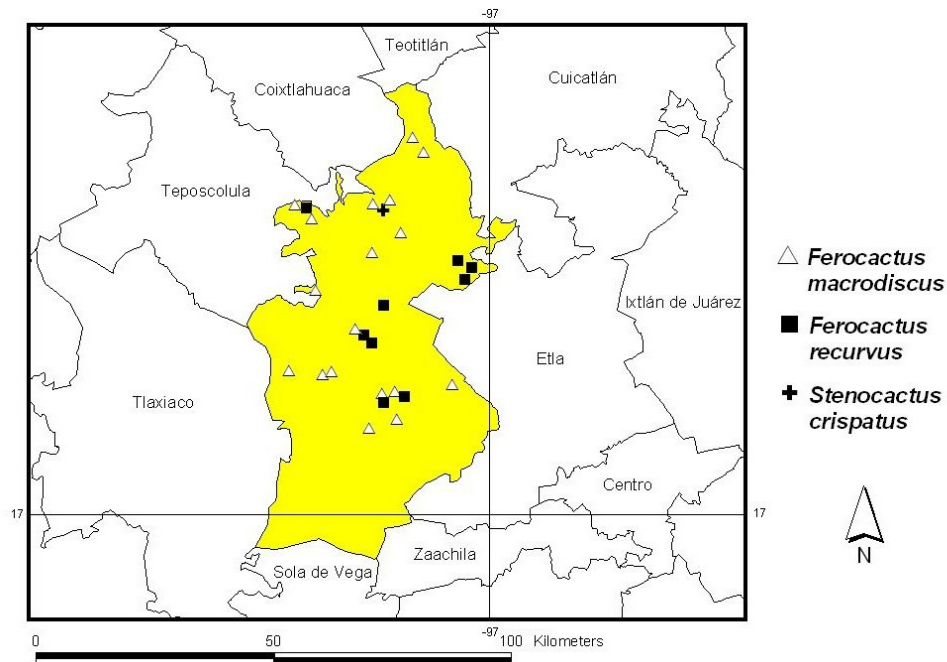 -97
Teotitlán
Cuicatlán
Coixtlahuaca
Teposcolula
Ferocactus
macrodiscus
Ixtlán de Juárez
Ferocactus
recurvus
Etla
Stenocactus
crispatus
Tlaxiaco
Centro
17
17
Zaachila
N
Sola de Vega
-97
0
50
100 Kilometers